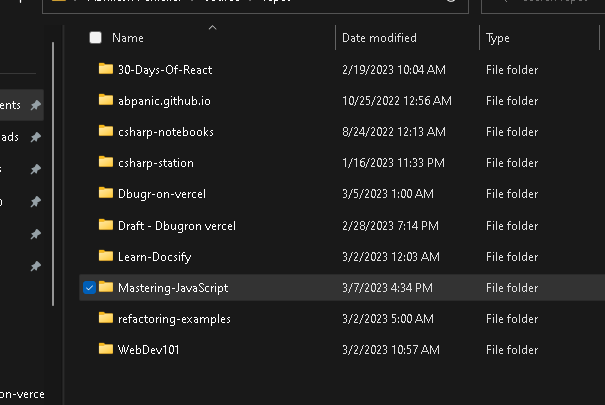 Name Date modified Type
30-Days-Of-React 2/19/2023 10:04 AM File folder
ents abpanic.github.io 10/25/2022 12:56 AM File folder
ads csharp-notebooks 8/24/2022 12:13 AM File folder
csharp-station 1/16/2023 11:33 PM File folder
Dbugr-on-vercel 3/5/2023 1:00 AM File folder
Draft - Dbugron vercel 2/28/2023 7:14 PM File folder
Learn-Docsify 3/2/2023 12:03 AM File folder
Mastering-JavaScript 3/7/2023 4:34 PM File folder
refactoring-examples 3/2/2023 5:00 AM File folder
WebDev101 3/2/2023 10:57 AM File folder
on-verce